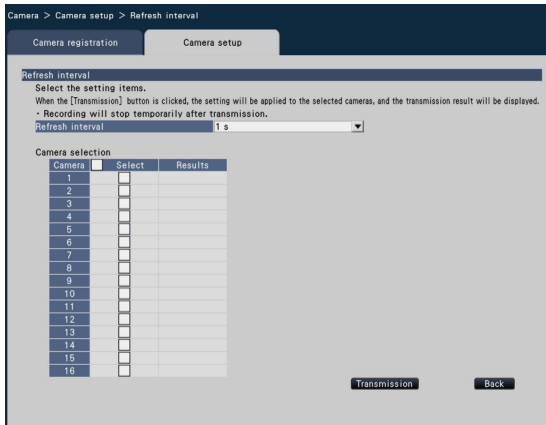 Camera > Camera setup > Refresh interval
Camera registration Camera setup
Refresh interval
Select the setting items.
When the [Transmission] button is clicked, the setting will be applied to the selected cameras, and the transmission result will be displayed.
・Recording will stop temporarily after transmission.
Refresh interval 1 s
Camera selection
Camera Select Results
1
2
3
4
5
6
7
8
9
10
11
12
13
14
15
16
Transmission Back